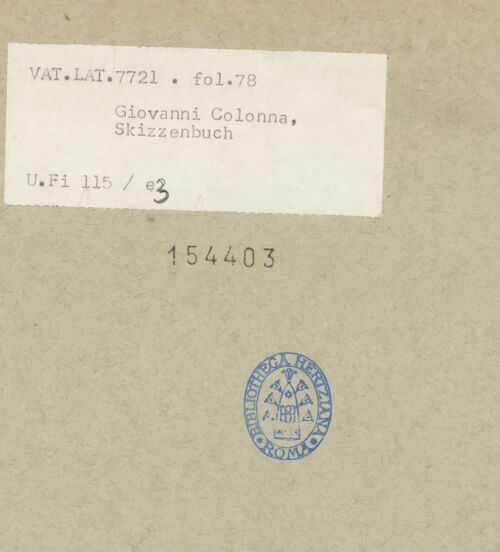 VAT.LAT.7721 . fol.78
Giovanni Colonna,
Skizzenbuch
U.Fi 115 / e3
154403
BIBLIOTHECA HERTZIANA
ROMA